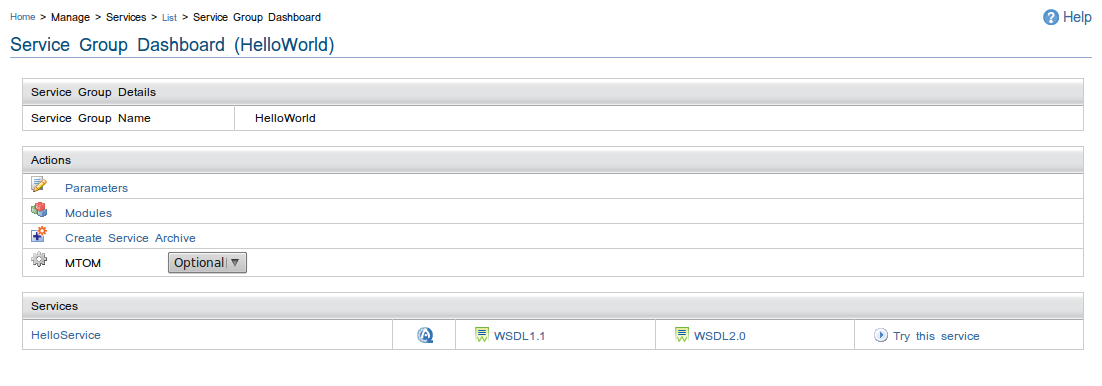 Home > Manage > Services > List > Service Group Dashboard
Help
Service Group Dashboard (HelloWorld)
Service Group Details
Service Group Name HelloWorld
Actions
Parameters
Modules
Create Service Archive
MTOM Optional
Services
HelloService WSDL1.1 WSDL2.0 Try this service